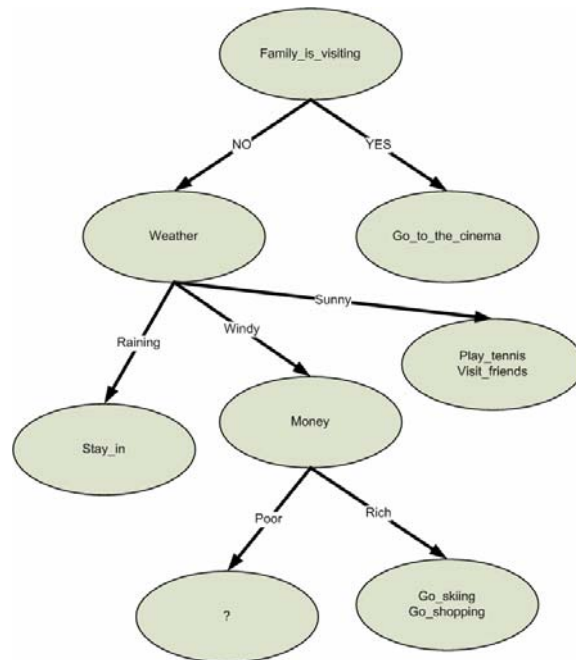 Family_is_visiting
NO
YES
Weather
Go_to_the_cinema
Sunny
Raining
Windy
Play_tennis
Visit_friends
Stay_in
Money
Poor
Rich
?
Go_skiing
Go_shopping